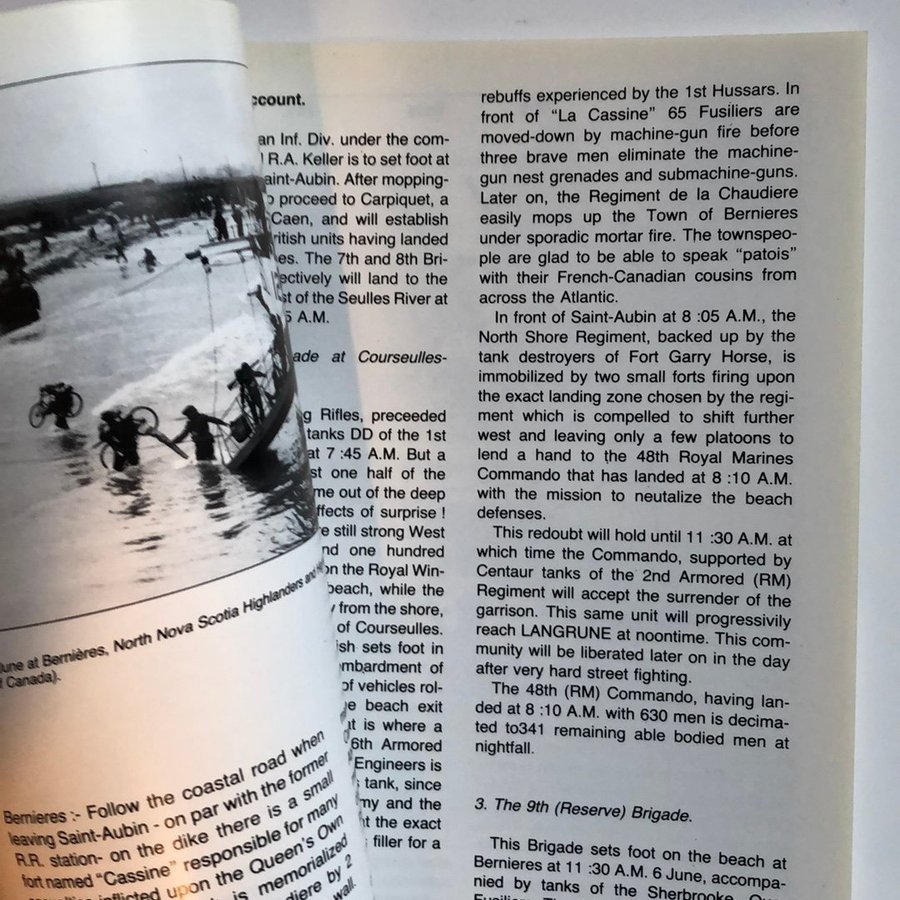 June at Bernières, North Nova Scotia Highlanders and
Canada).
Bernieres :- Follow the coastal road when
leaving Saint-Aubin - on par with the former
R.R. station- on the dike there is a small
fort named “Cassine” responsible for many
inflicted upon the Queen's Own
is memorialized
by 2
wall.
ccount.
an Inf. Div. under the com-
R.A. Keller is to set foot at
aint-Aubin. After mopping-
proceed to Carpiquet, a
Caen, and will establish
ritish units having landed
es. The 7th and 8th Bri-
ectively will land to the
st of the Seulles River at
5 A.M.
ade at Courseulles-
g Rifles, preceeded
tanks DD of the 1st
at 7 :45 A.M. But a
st one half of the
me out of the deep
ffects of surprise !
e still strong West
nd one hundred
on the Royal Win-
beach, while the
from the shore,
of Courseulles.
ish sets foot in
mbardment of
of vehicles rol-
e beach exit
it is where a
6th Armored
Engineers is
tank, since
my and the
t the exact
filler for a
rebuffs experienced by the 1st Hussars. In
front of “La Cassine” 65 Fusiliers are
moved-down by machine-gun fire before
three brave men eliminate the machine-
gun nest grenades and submachine-guns.
Later on, the Regiment de la Chaudiere
easily mops up the Town of Bernieres
under sporadic mortar fire. The townspeo-
ple are glad to be able to speak “patois”
with their French-Canadian cousins from
across the Atlantic.
In front of Saint-Aubin at 8 :05 A.M., the
North Shore Regiment, backed up by the
tank destroyers of Fort Garry Horse, is
immobilized by two small forts firing upon
the exact landing zone chosen by the regi-
ment which is compelled to shift further
west and leaving only a few platoons to
lend a hand to the 48th Royal Marines
Commando that has landed at 8 :10 A.M.
with the mission to neutalize the beach
defenses.
This redoubt will hold until 11 :30 A.M. at
which time the Commando, supported by
Centaur tanks of the 2nd Armored (RM)
Regiment will accept the surrender of the
garrison. This same unit will progressivily
reach LANGRUNE at noontime. This com-
munity will be liberated later on in the day
after very hard street fighting.
The 48th (RM) Commando, having lan-
ded at 8 :10 A.M. with 630 men is decima-
ted to341 remaining able bodied men at
nightfall.
3. The 9th (Reserve) Brigade.
This Brigade sets foot on the beach at
Bernieres at 11 :30 A.M. 6 June, accompa-
nied by tanks of the Sherbrooke